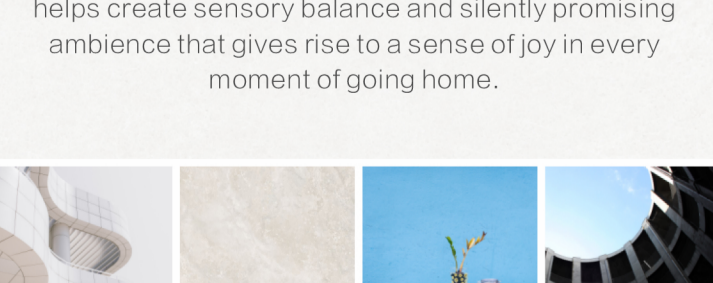 helps create sensory balance and silently promising
ambience that gives rise to a sense of joy in every
moment of going home.